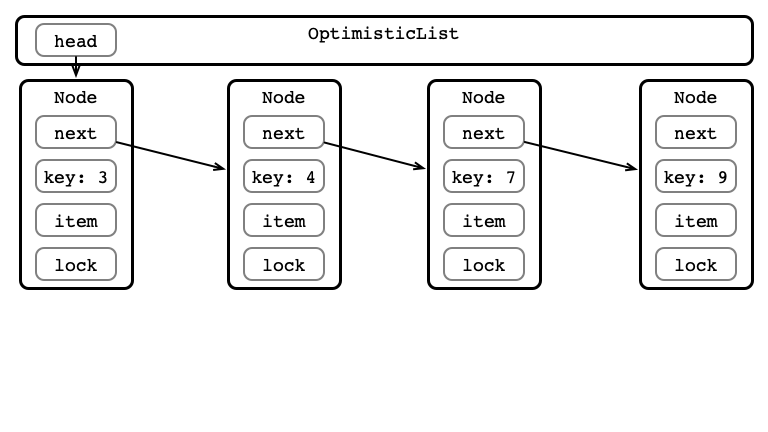 OptimisticList
head
Node
next
key: 3
item
lock
Node
next
key: 4
item
lock
Node
next
key: 7
item
lock
Node
next
key: 9
item
lock